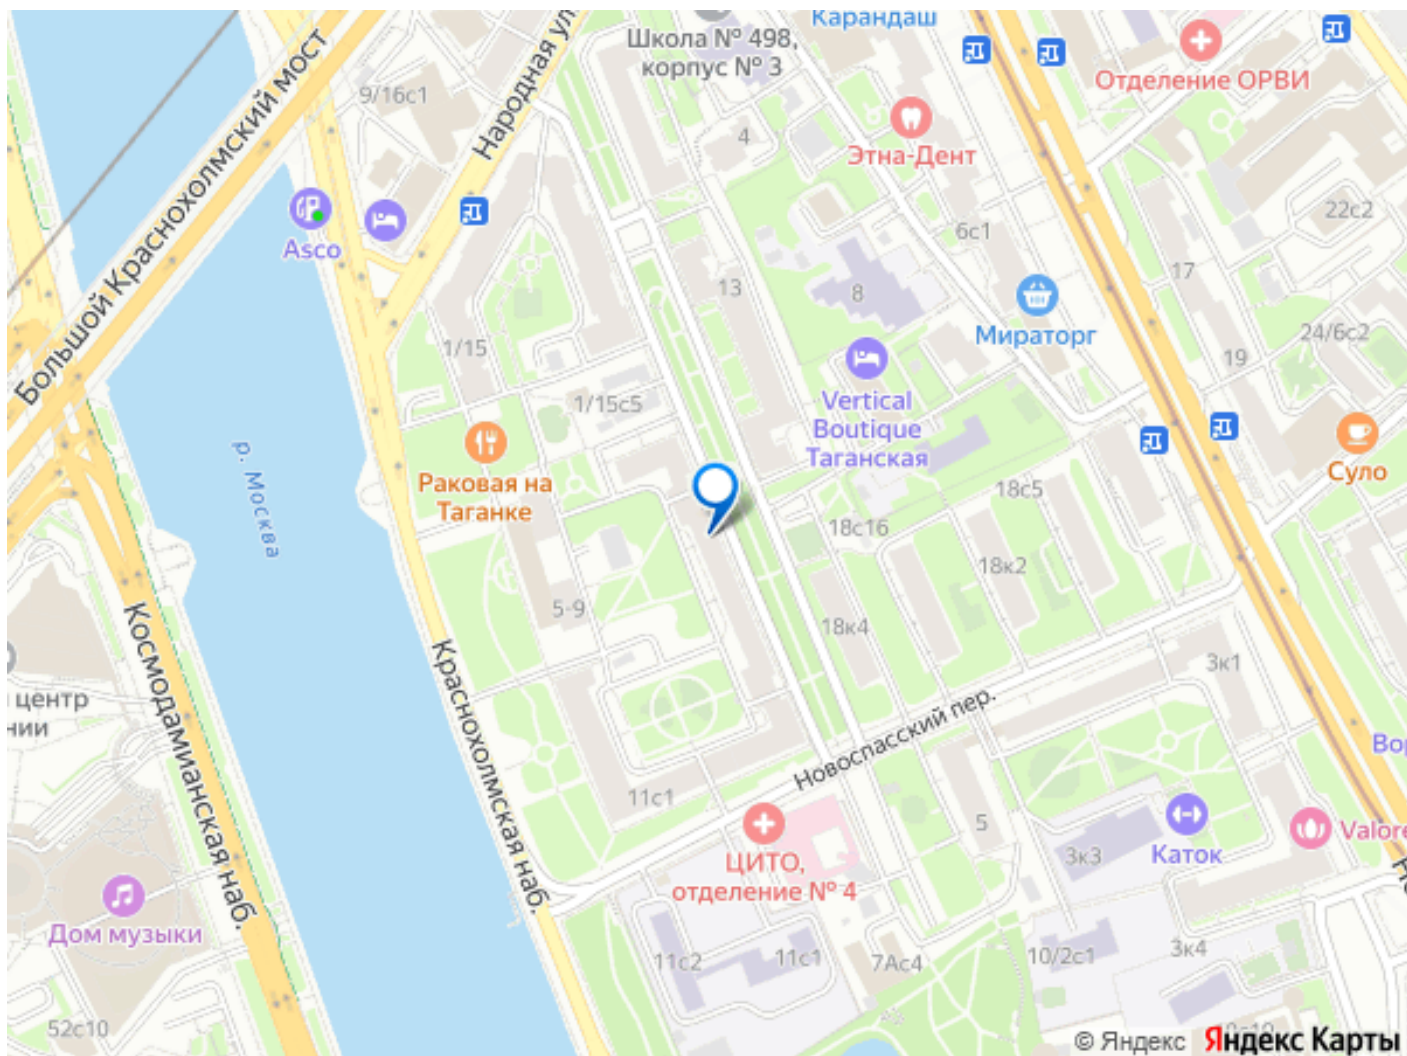 Карандаш
Школа № 498,
корпус № 3
Отделение ОРВИ
9/16с1
Народная ул.
Большой Краснохолмский мост
4
Этна-Дент
22с2
6с1
Asco
17
13
8
Мираторг
24/6с2
19
1/15
1/15с5
Vertical
Boutique
Таганская
р. Москва
Раковая на
Таганке
Суло
18с5
18с16
18к2
5-9
18к4
3к1
Космодамианская наб.
Краснохолмская наб.
центр
нии
Новоспасский пер.
Вор
11с1
5
Valore
ЦИТО,
отделение № 4
3к3
Каток
Но
Дом музыки
11с2
11с1
7Ас4
10/2с1
3к4
52с10
© Яндекс Яндекс Карты